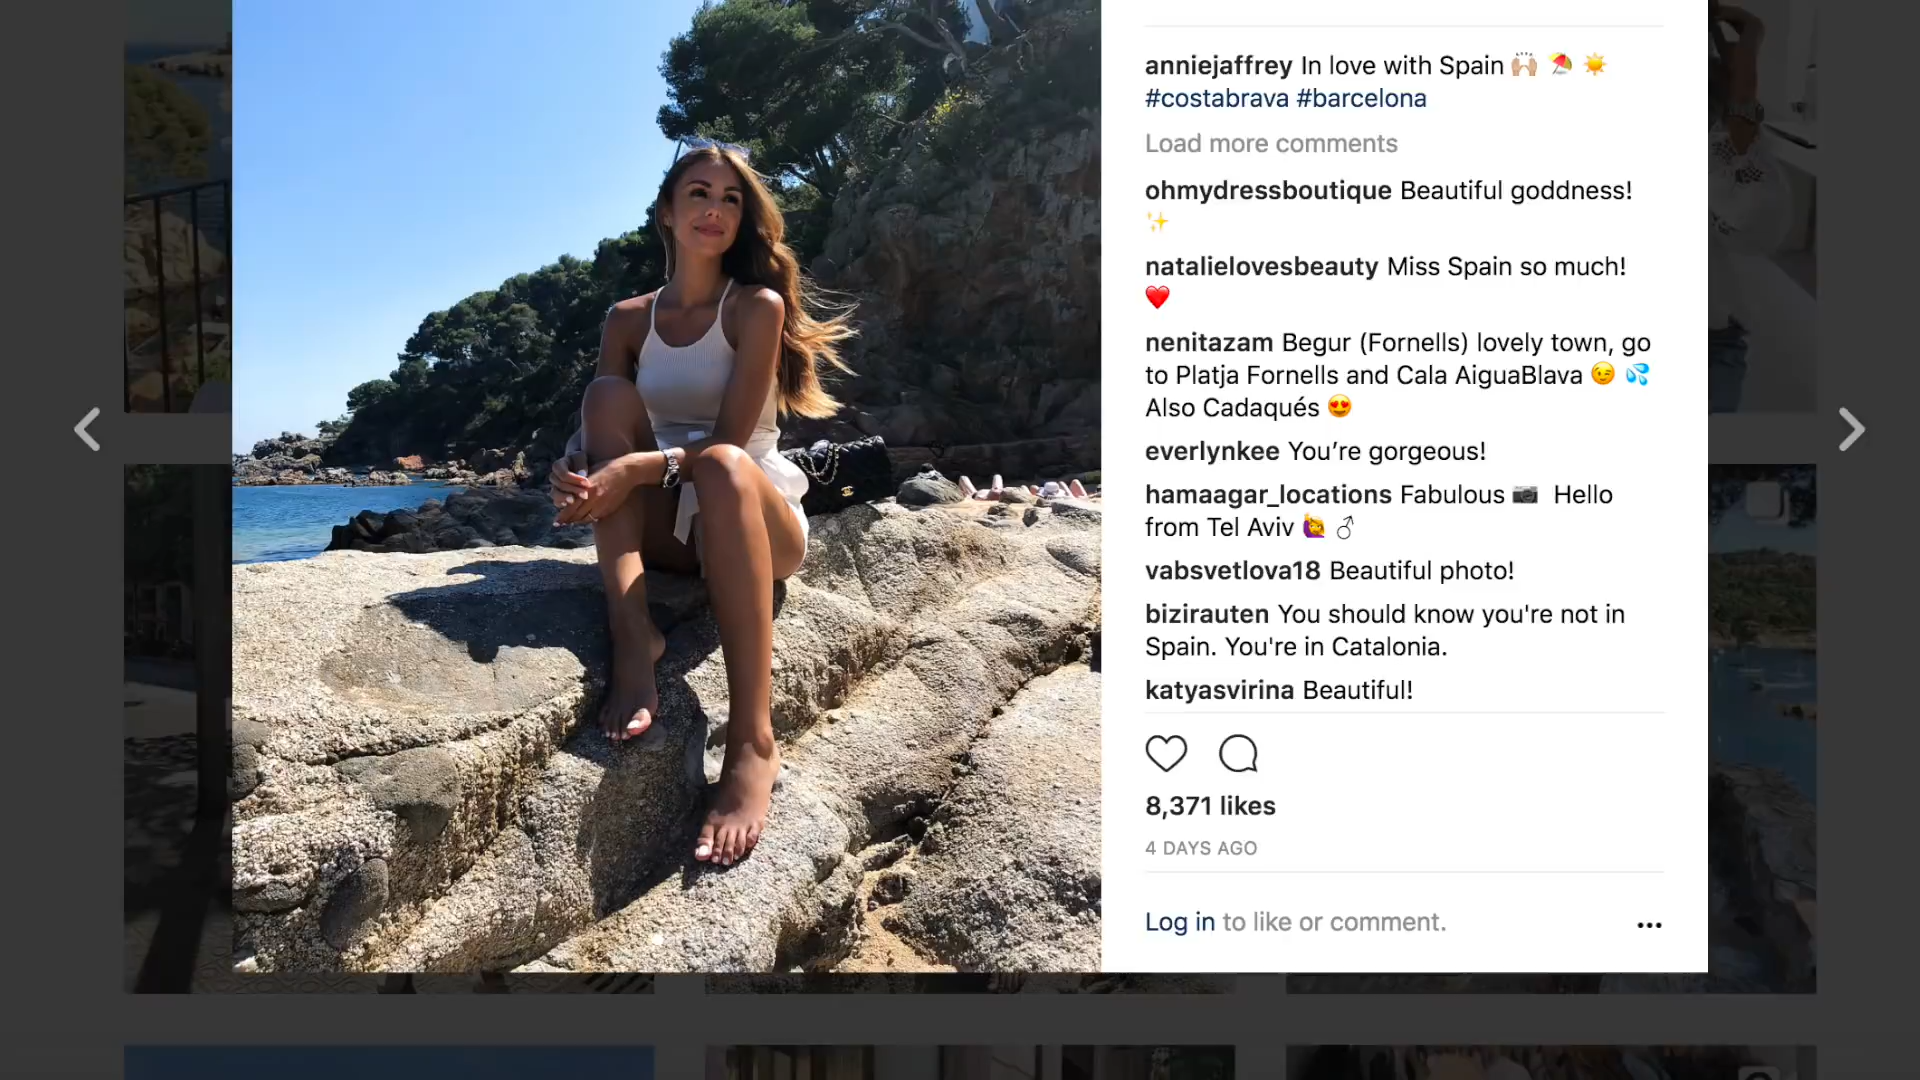 anniejaffrey In love with Spain 🙌🏼 ⛱ ☀️
#costabrava #barcelona
Load more comments
ohmydressboutique Beautiful goddness!
✨
natalielovesbeauty Miss Spain so much!
❤️
nenitazam Begur (Fornells) lovely town, go
to Platja Fornells and Cala AiguaBlava 😉 💦
Also Cadaqués 😍
everlynkee You’re gorgeous!
hamaagar_locations Fabulous 📷 Hello
from Tel Aviv 🙋 ♂
vabsvetlova18 Beautiful photo!
bizirauten You should know you're not in
Spain. You're in Catalonia.
katyasvirina Beautiful!
8,371 likes
4 DAYS AGO
Log in to like or comment.